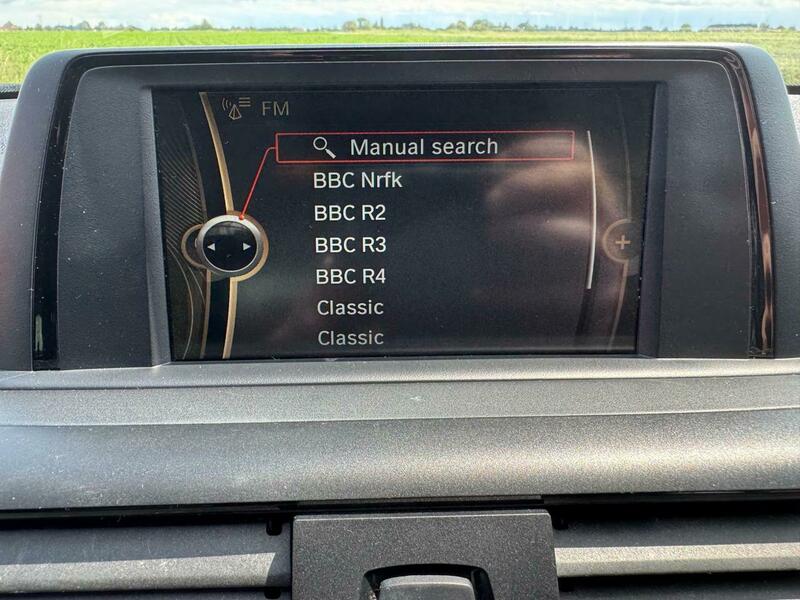 FM
Manual search
BBC Nrfk
BBC R2
BBC R3
BBC R4
Classic
Classic